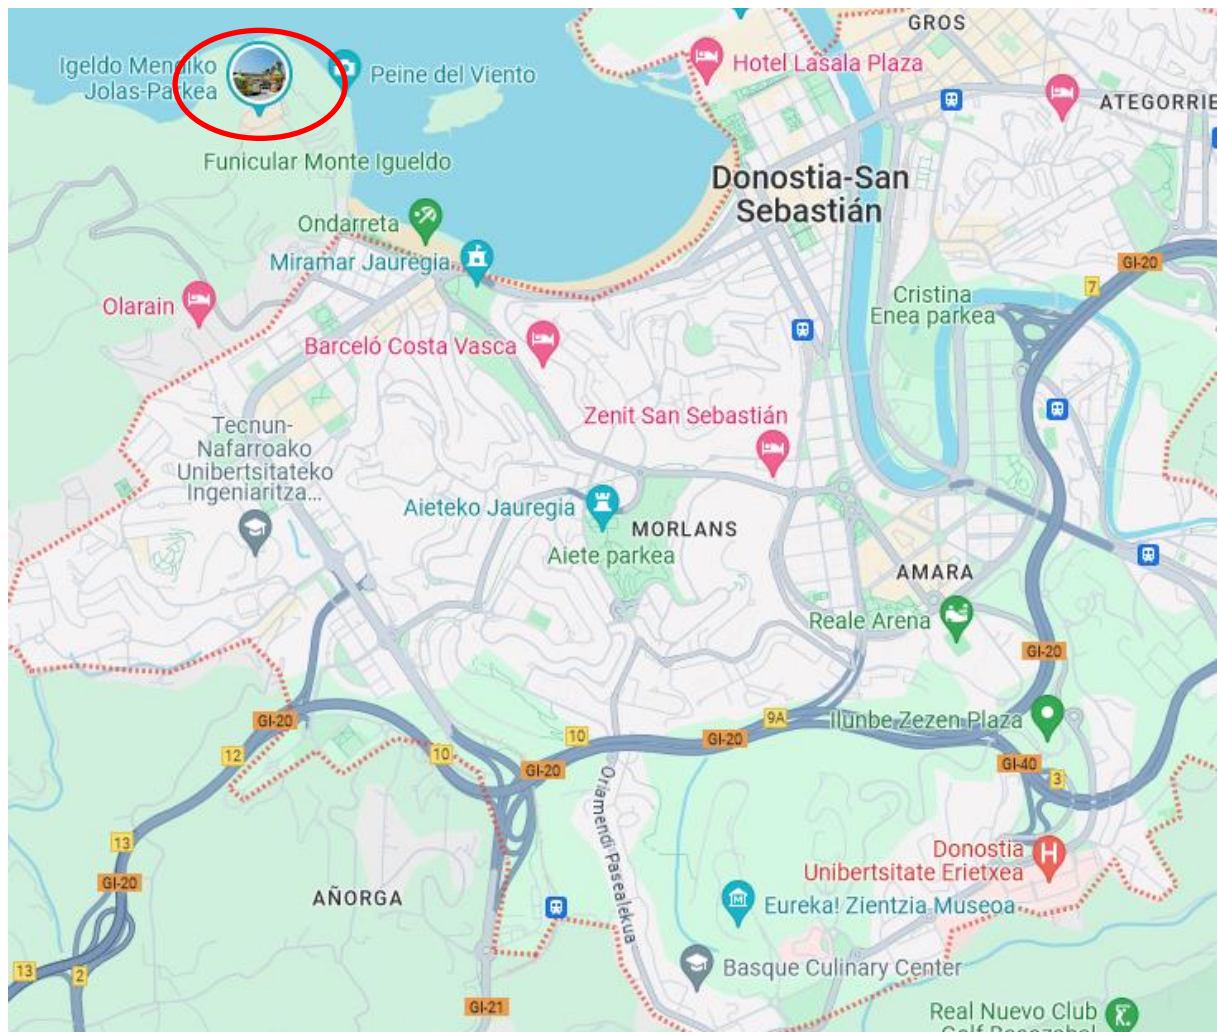 GROS
Igeldo Mendiko
Jolas-Parkea
Peine del Viento
Hotel Lasala Plaza
ATEGORRIE
Funicular Monte Igueldo
Donostia-San
Sebastián
Ondarreta
Miramar Jauregia
GI-20
7
Olarain
Cristina
Enea parkea
Barceló Costa Vasca
Zenit San Sebastián
Tecnun-
Nafarroako
Unibertsitateko
Ingeniaritza...
Aieteko Jauregia
MORLANS
Aiete parkea
AMARA
Reale Arena
GI-20
GI-20
9A
Ilunbe Zezen Plaza
10
GI-20
12
10
GI-20
GI-40
3
Oriamendi Pasealekua
13
GI-20
Donostia
Unibertsitate Erietxea
H
AÑORGA
Eureka! Zientzia Museoa
13
2
Basque Culinary Center
GI-21
Real Nuevo Club